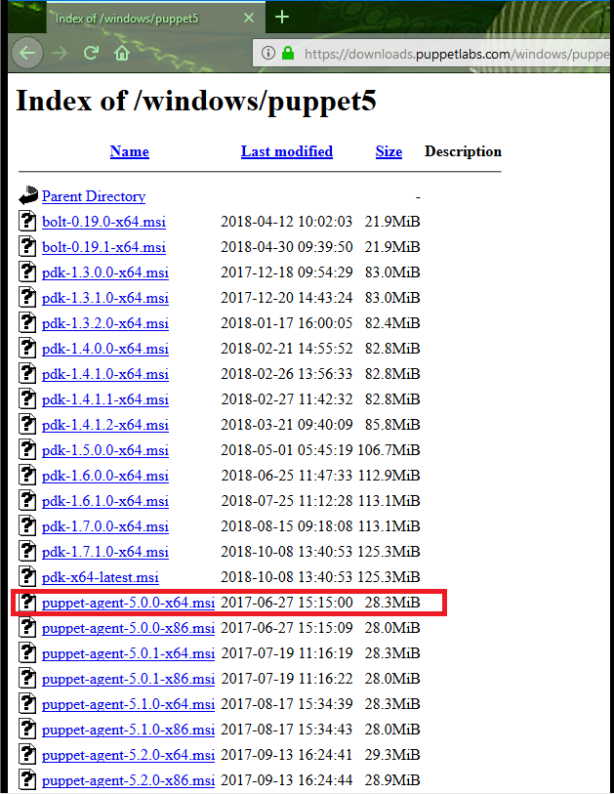 Index of /windows/puppet5
https://downloads.puppetlabs.com/windows/puppe
Index of /windows/puppet5
Name Last modified Size Description
Parent Directory -
bolt-0.19.0-x64.msi 2018-04-12 10:02:03 21.9MiB
bolt-0.19.1-x64.msi 2018-04-30 09:39:50 21.9MiB
pdk-1.3.0.0-x64.msi 2017-12-18 09:54:29 83.0MiB
pdk-1.3.1.0-x64.msi 2017-12-20 14:43:24 83.0MiB
pdk-1.3.2.0-x64.msi 2018-01-17 16:00:05 82.4MiB
pdk-1.4.0.0-x64.msi 2018-02-21 14:55:52 82.8MiB
pdk-1.4.1.0-x64.msi 2018-02-26 13:56:33 82.8MiB
pdk-1.4.1.1-x64.msi 2018-02-27 11:42:32 82.8MiB
pdk-1.4.1.2-x64.msi 2018-03-21 09:40:09 85.8MiB
pdk-1.5.0.0-x64.msi 2018-05-01 05:45:19 106.7MiB
pdk-1.6.0.0-x64.msi 2018-06-25 11:47:33 112.9MiB
pdk-1.6.1.0-x64.msi 2018-07-25 11:12:28 113.1MiB
pdk-1.7.0.0-x64.msi 2018-08-15 09:18:08 113.1MiB
pdk-1.7.1.0-x64.msi 2018-10-08 13:40:53 125.3MiB
pdk-x64-latest.msi 2018-10-08 13:40:53 125.3MiB
puppet-agent-5.0.0-x64.msi 2017-06-27 15:15:00 28.3MiB
puppet-agent-5.0.0-x86.msi 2017-06-27 15:15:09 28.0MiB
puppet-agent-5.0.1-x64.msi 2017-07-19 11:16:19 28.3MiB
puppet-agent-5.0.1-x86.msi 2017-07-19 11:16:22 28.0MiB
puppet-agent-5.1.0-x64.msi 2017-08-17 15:34:39 28.3MiB
puppet-agent-5.1.0-x86.msi 2017-08-17 15:34:43 28.0MiB
puppet-agent-5.2.0-x64.msi 2017-09-13 16:24:41 29.3MiB
puppet-agent-5.2.0-x86.msi 2017-09-13 16:24:44 28.9MiB